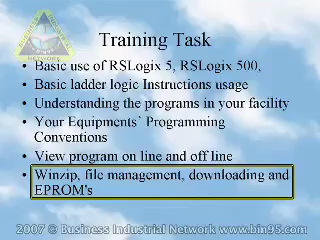 Training Task
• Basic use of RSLogix 5, RSLogix 500,
• Basic ladder logic Instructions usage
• Understanding the programs in your facility
• Your Equipments` Programming
Conventions
• View program on line and off line
• Winzip, file management, downloading and
EPROM's
2007 © Business Industrial Network www.bin95.com